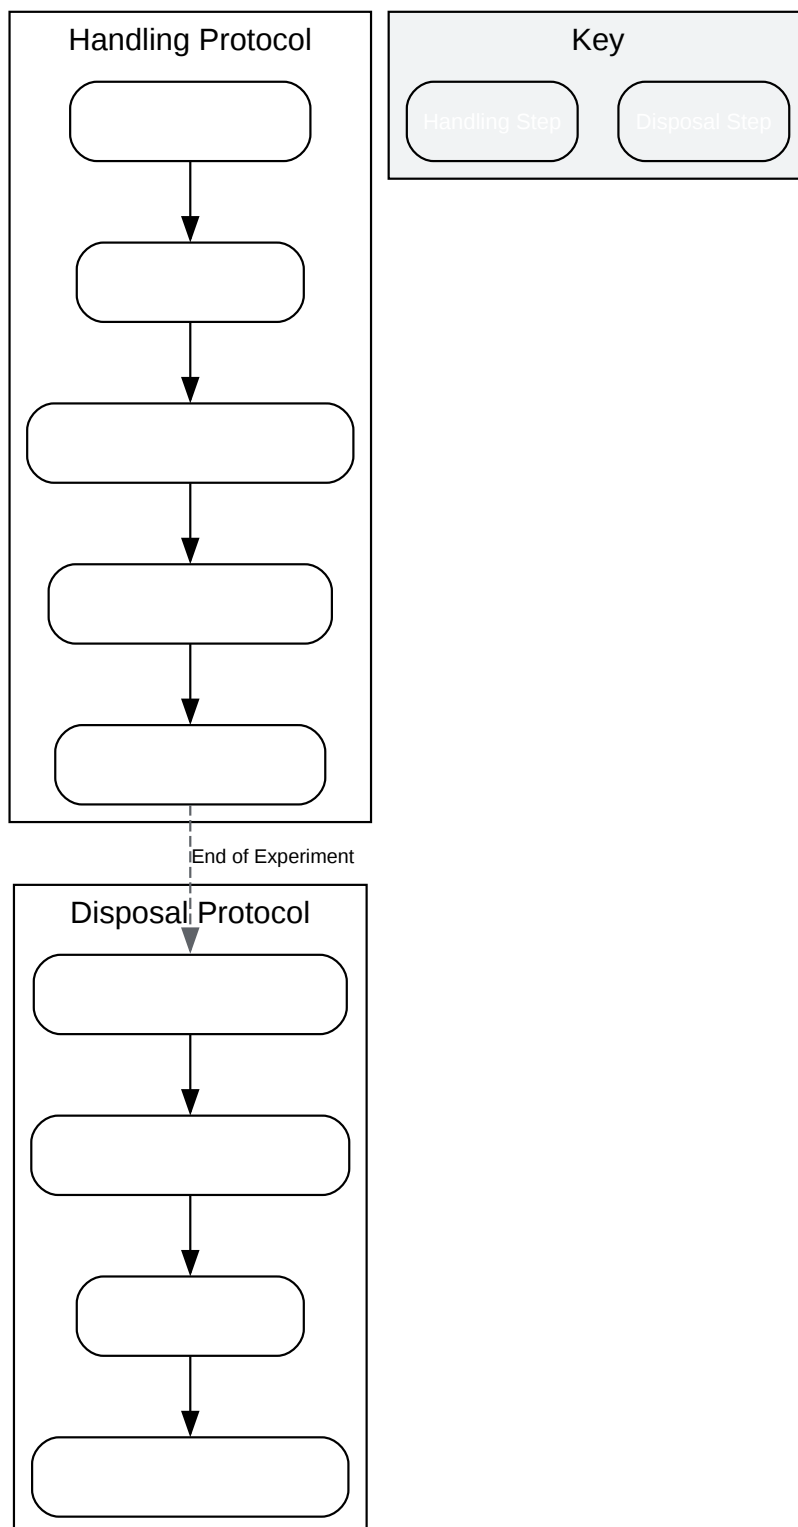 Handling Protocol
Key
Handling Step
Disposal Step
End of Experiment
Disposal Protocol